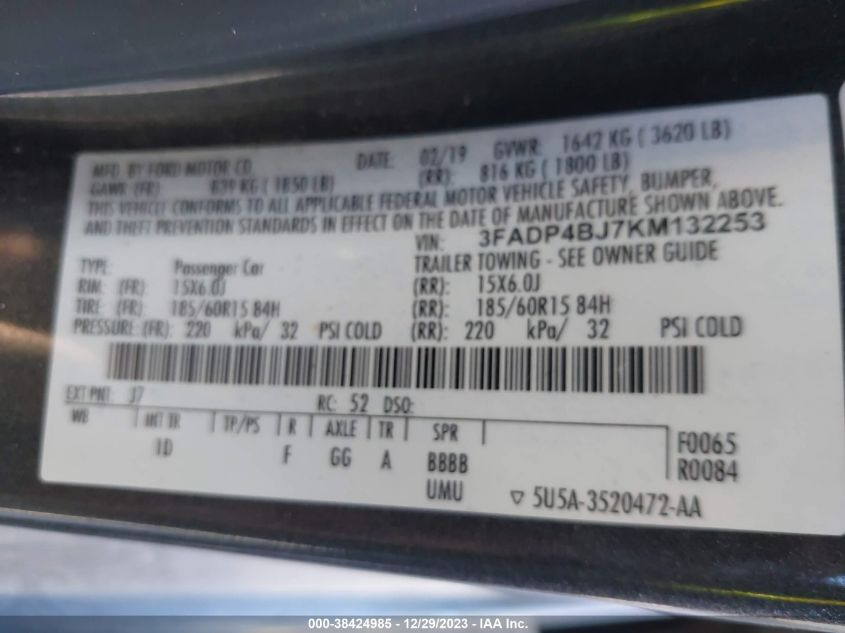 MFD. BY FORD MOTOR CO. DATE: 02/19 GVWR: 1642 KG ( 3620 LB)
GAWR (FR): 839 KG ( 1850 LB) (RR): 816 KG ( 1800 LB)
THIS VEHICLE CONFORMS TO ALL APPLICABLE FEDERAL MOTOR VEHICLE SAFETY, BUMPER,
AND THEFT PREVENTION STANDARDS IN EFFECT ON THE DATE OF MANUFACTURE SHOWN ABOVE.
VIN: 3FADP4BJ7KM132253
TYPE: Passenger Car TRAILER TOWING - SEE OWNER GUIDE
RIM: (FR) 15X6.0J (RR): 15X6.0J
TIRE: (FR) 185/60R15 84H (RR): 185/60R15 84H
PRESSURE: (FR): 220 kPa/ 32 PSI COLD (RR): 220 kPa/ 32 PSI COLD
EXT PNT: J7 RC: 52 DSO:
WB INT TR TP/PS R AXLE TR SPR
1D F GG A BBBB
UMU
F0065
R0084
▽ 5U5A-3520472-AA
000-38424985 - 12/29/2023 - IAA Inc.